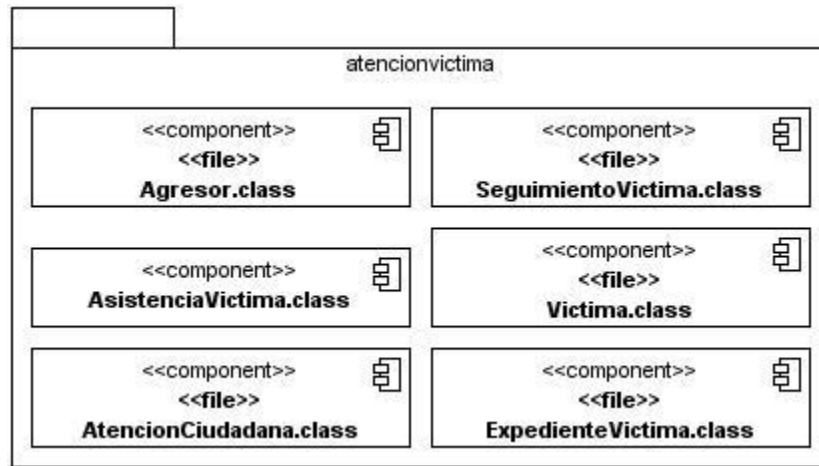 atencionvictima
<<component>>
<<file>>
Agresor.class
<<component>>
<<file>>
SeguimientoVictima.class
<<component>>
AsistenciaVictima.class
<<component>>
<<file>>
Victima.class
<<component>>
<<file>>
AtencionCiudadana.class
<<component>>
<<file>>
ExpedienteVictima.class